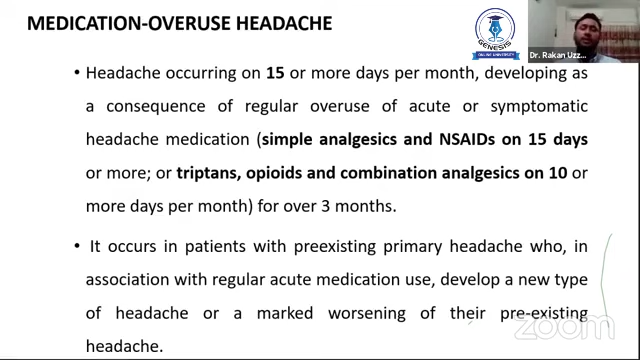 MEDICATION-OVERUSE HEADACHE
GENESIS
ONLINE UNIVERSITY
Dr. Rakan Uzz...
• Headache occurring on 15 or more days per month, developing as
a consequence of regular overuse of acute or symptomatic
headache medication (simple analgesics and NSAIDs on 15 days
or more; or triptans, opioids and combination analgesics on 10 or
more days per month) for over 3 months.
• It occurs in patients with preexisting primary headache who, in
association with regular acute medication use, develop a new type
of headache or a marked worsening of their pre-existing
headache.
zoom